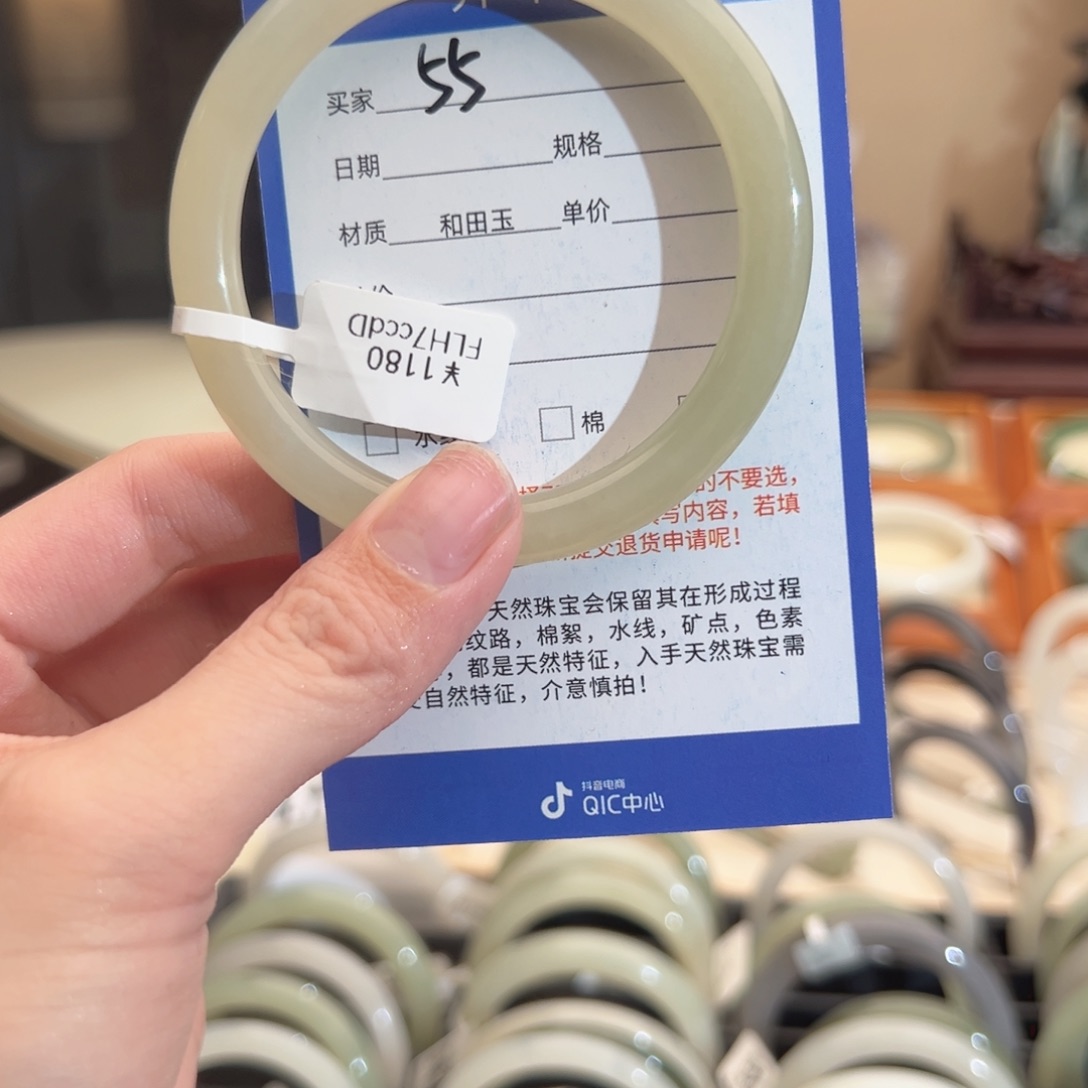 买家 55
日期 规格
材质 和田玉 单价
¥1180
FLH7ccdD
棉
的不要选，
写内容，若填
提交退货申请呢！
天然珠宝会保留其在形成过程
纹路，棉絮，水线，矿点，色素
，都是天然特征，入手天然珠宝需
自然特征，介意慎拍！
抖音电商
QIC中心